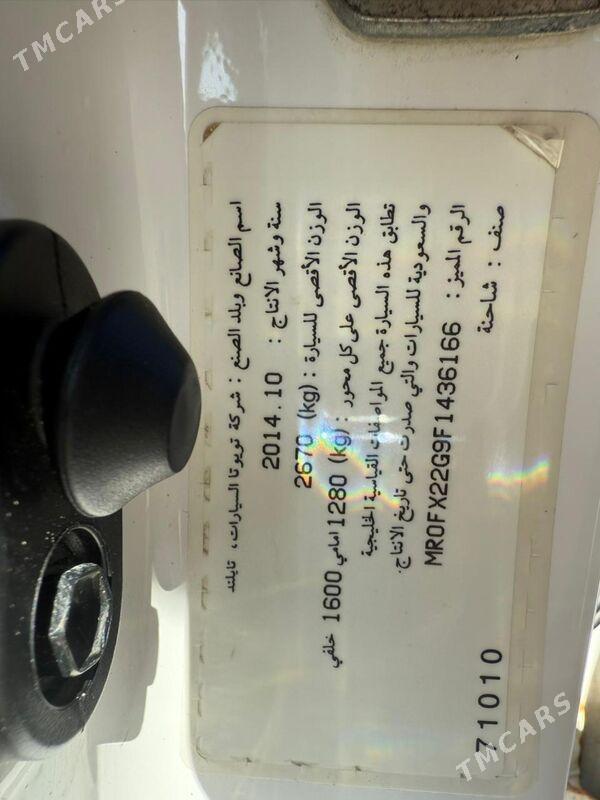 TMCARS
اسم الصانع وبلد الصنع : شركة تويوتا السيارات، تايلند
سنة وشهر الانتاج : 2014.10
الوزن الأقصى للسيارة : (kg) 2670
الوزن الأقصى على كل محور : (kg) 1280 امامي 1600 خلفي
تطابق هذه السيارة جميع المواصفات القياسية الخليجية
والسعودية للسيارات والتي صدرت حتى تاريخ الانتاج.
الرقم المميز : MR0FX22G9F1436166
صنف : شاحنة
71010
TMCARS